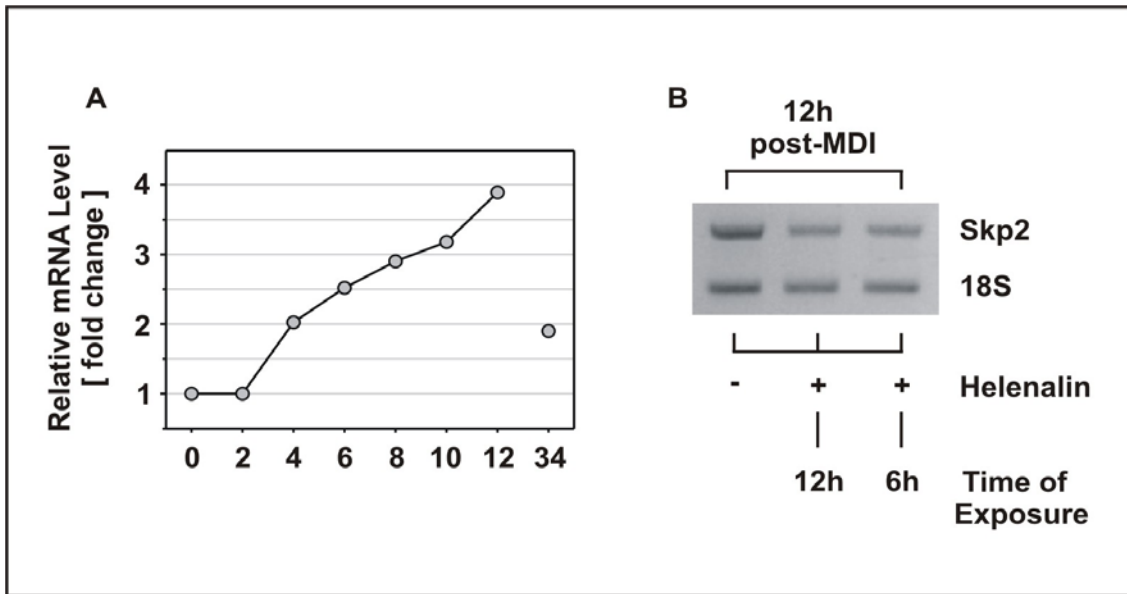 A
Relative mRNA Level
[ fold change ]
4
3
2
1
0 2 4 6 8 10 12 34
B
12h
post-MDI
Skp2
18S
- + + Helenalin
12h 6h Time of
Exposure